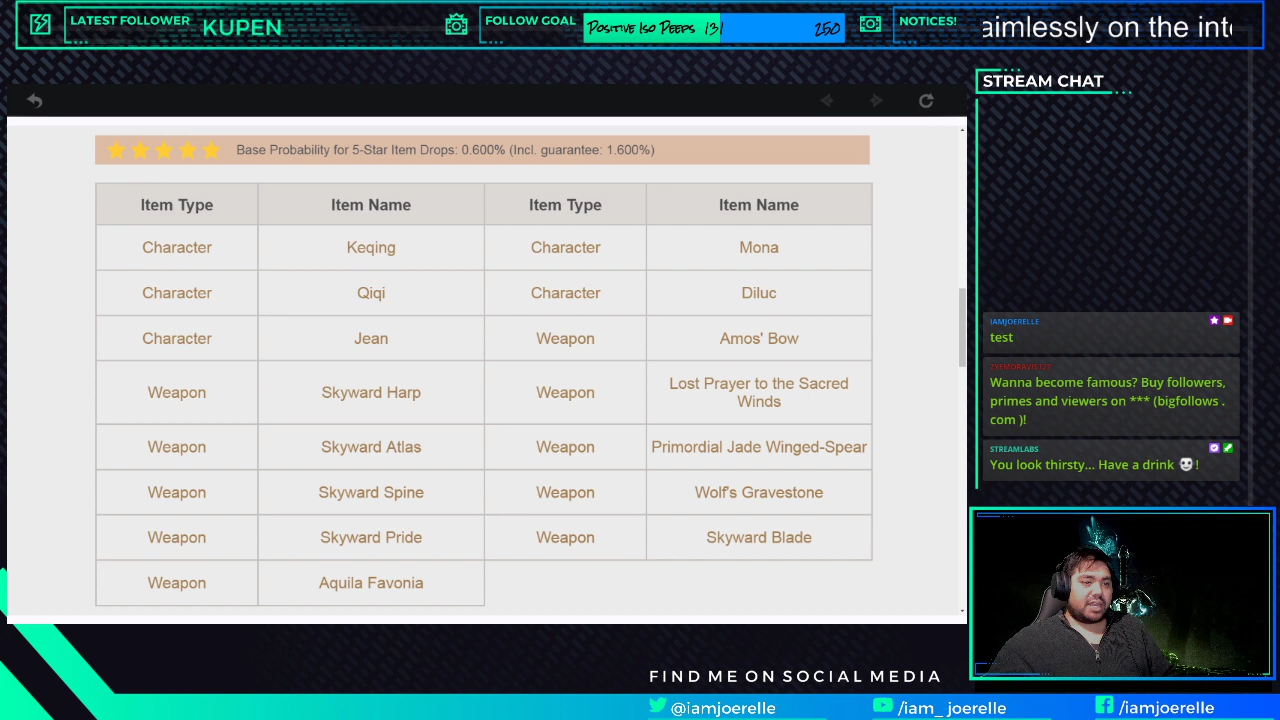 LATEST FOLLOWER
KUPEN
FOLLOW GOAL
Positive Iso Peeps 131
250
NOTICES!
aimlessly on the inte
STREAM CHAT
Base Probability for 5-Star Item Drops: 0.600% (Incl. guarantee: 1.600%)
Item Type Item Name Item Type Item Name
Character Keqing Character Mona
Character Qiqi Character Diluc
Character Jean Weapon Amos' Bow
Weapon Skyward Harp Weapon Lost Prayer to the Sacred
Winds
Weapon Skyward Atlas Weapon Primordial Jade Winged-Spear
Weapon Skyward Spine Weapon Wolf's Gravestone
Weapon Skyward Pride Weapon Skyward Blade
Weapon Aquila Favonia
IAMJOERELLE
test
Wanna become famous? Buy followers,
primes and viewers on *** (bigfollows .
com )!
STREAMLABS
You look thirsty... Have a drink !
FIND ME ON SOCIAL MEDIA
@iamjoerelle
/iam_joerelle
/iamjoerelle